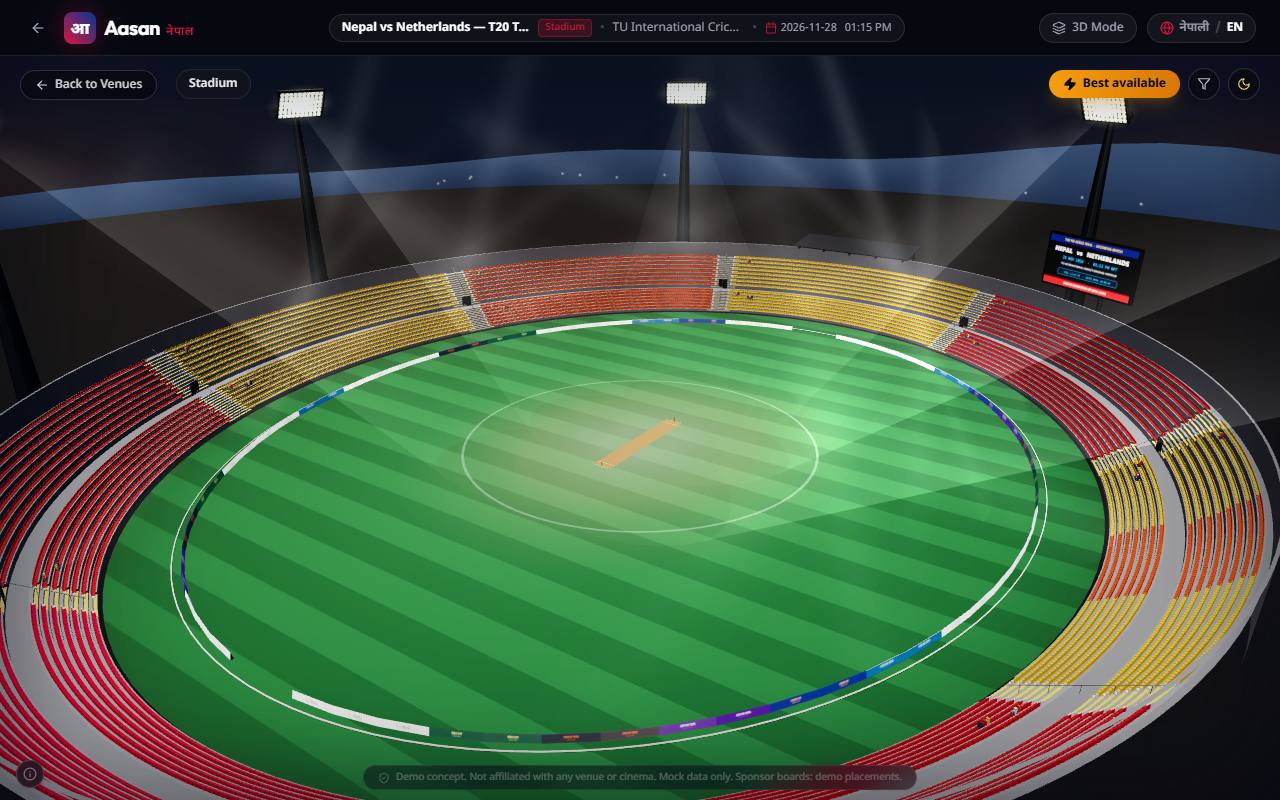 आ Aasan नेपाल
Nepal vs Netherlands — T20 T... Stadium • TU International Cric... • 2026-11-28 01:15 PM
3D Mode
नेपाली / EN
Back to Venues
Stadium
Best available
NEPAL vs NETHERLANDS
Demo concept. Not affiliated with any venue or cinema. Mock data only. Sponsor boards: demo placements.